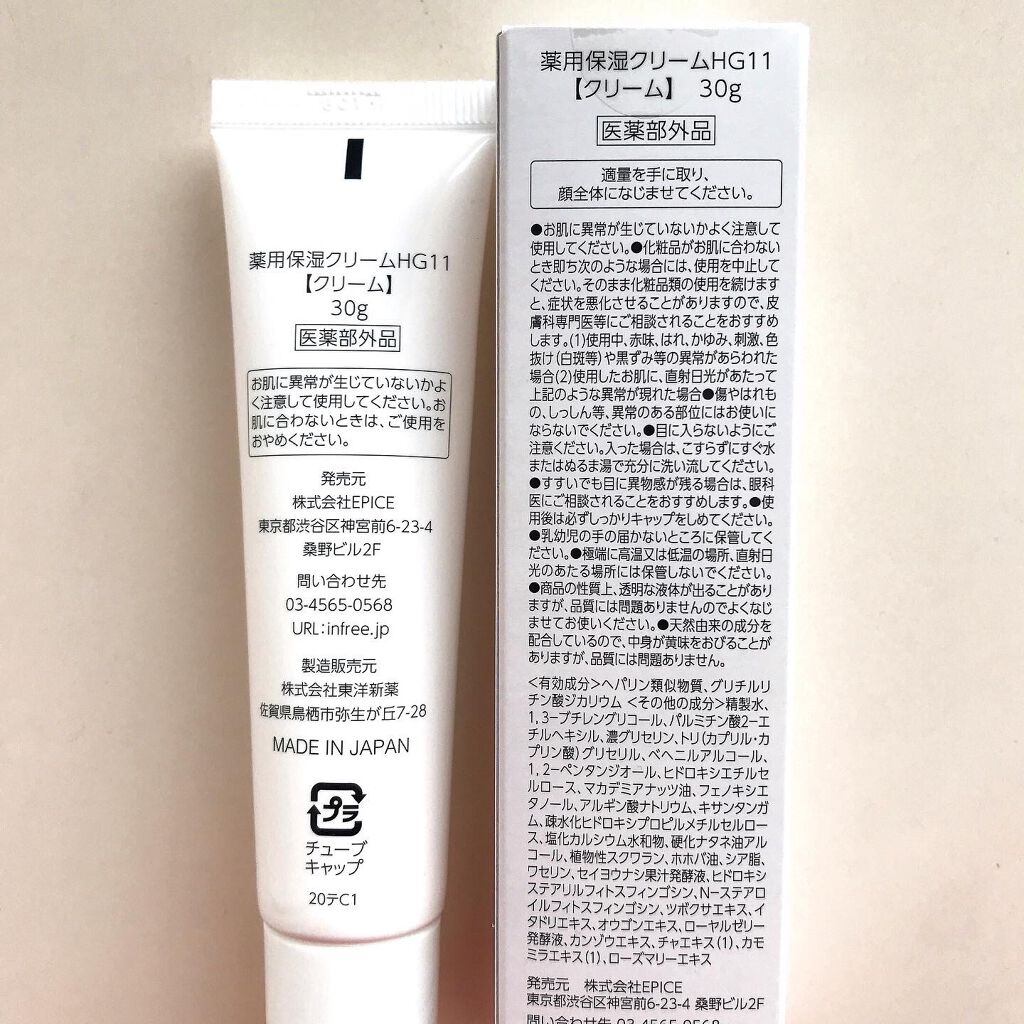 薬用保湿クリームHG11
【クリーム】
30g
医薬部外品
お肌に異常が生じていないかよ
く注意して使用してください。お
肌に合わないときは、ご使用を
おやめください。
発売元
株式会社EPICE
東京都渋谷区神宮前6-23-4
桑野ビル2F
問い合わせ先
03-4565-0568
URL:infree.jp
製造販売元
株式会社東洋新薬
佐賀県鳥栖市弥生が丘7-28
MADE IN JAPAN
プラ
チューブ
キャップ
20テC1
薬用保湿クリームHG11
【クリーム】 30g
医薬部外品
適量を手に取り、
顔全体になじませてください。
●お肌に異常が生じていないかよく注意して
使用してください。●化粧品がお肌に合わない
とき即ち次のような場合には、使用を中止して
ください。そのまま化粧品類の使用を続けます
と、症状を悪化させることがありますので、皮
膚科専門医等にご相談されることをおすすめ
します。(1)使用中、赤味、はれ、かゆみ、刺激、色
抜け(白斑等)や黒ずみ等の異常があらわれた
場合(2)使用したお肌に、直射日光があたって
上記のような異常が現れた場合●傷やはれも
の、しっしん等、異常のある部位にはお使いに
ならないでください。●目に入らないようにご
注意ください。入った場合は、こすらずにすぐ水
またはぬるま湯で充分に洗い流してください。
●すすいでも目に異物感が残る場合は、眼科
医にご相談されることをおすすめします。●使
用後は必ずしっかりキャップをしめてください。
●乳幼児の手の届かないところに保管してく
ださい。●極端に高温又は低温の場所、直射日
光のあたる場所には保管しないでください。
●商品の性質上、透明な液体が出ることがあり
ますが、品質には問題ありませんのでよくなじ
ませてお使いください。●天然由来の成分を
配合しているので、中身が黄味をおびることが
ありますが、品質には問題ありません。
<有効成分>ヘパリン類似物質、グリチルリ
チン酸ジカリウム <その他の成分>精製水、
1,3-ブチレングリコール、パルミチン酸2-エ
チルヘキシル、濃グリセリン、トリ(カプリル・カ
プリン酸)グリセリル、ベヘニルアルコール、
1,2-ペンタンジオール、ヒドロキシエチルセ
ルロース、マカデミアナッツ油、フェノキシエ
タノール、アルギン酸ナトリウム、キサンタンガ
ム、疎水化ヒドロキシプロピルメチルセルロー
ス、塩化カルシウム水和物、硬化ナタネ油アル
コール、植物性スクワラン、ホホバ油、シア脂、
ワセリン、セイヨウナシ果汁発酵液、ヒドロキシ
ステアリルフィトスフィンゴシン、N-ステアロ
イルフィトスフィンゴシン、ツボクサエキス、イ
タドリエキス、オウゴンエキス、ローヤルゼリー
発酵液、カンゾウエキス、チャエキス(1)、カモ
ミラエキス(1)、ローズマリーエキス
発売元 株式会社EPICE
東京都渋谷区神宮前6-23-4 桑野ビル2F
問い合わせ先 03-4565-0568